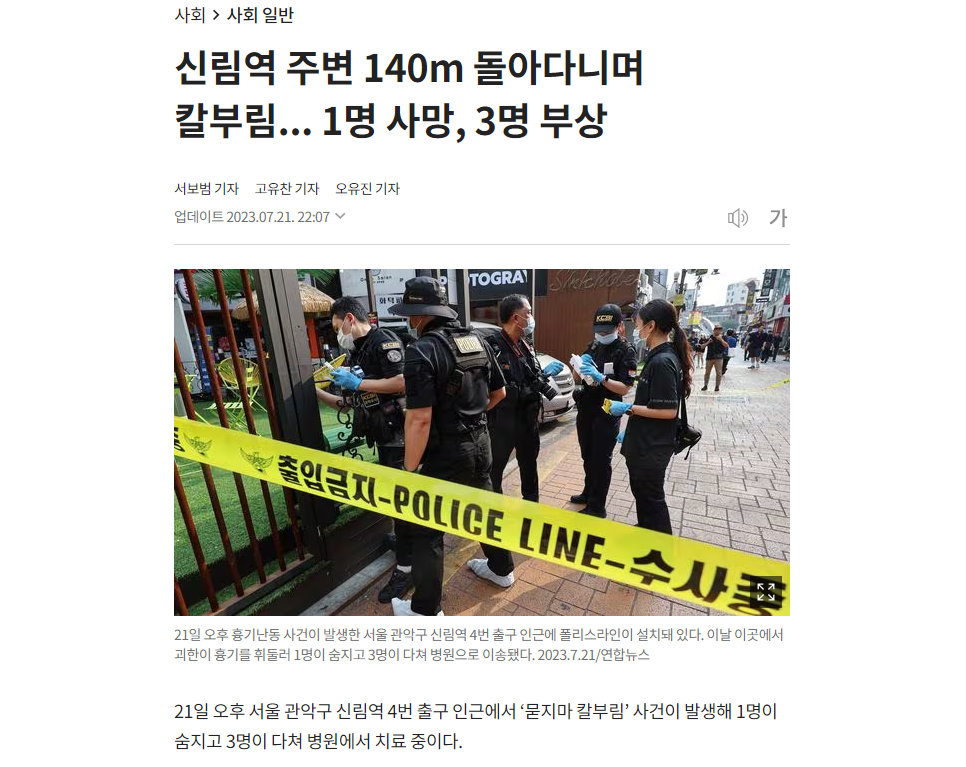 사회 > 사회 일반
신림역 주변 140m 돌아다니며
칼부림... 1명 사망, 3명 부상
서보범 기자 고유찬 기자 오유진 기자
업데이트 2023.07.21. 22:07
가
TOGRAY
POLICE
KCSI
출입금지-POLICE LINE-수사중
21일 오후 흉기난동 사건이 발생한 서울 관악구 신림역 4번 출구 인근에 폴리스라인이 설치돼 있다. 이날 이곳에서
괴한이 흉기를 휘둘러 1명이 숨지고 3명이 다쳐 병원으로 이송됐다. 2023.7.21/연합뉴스
21일 오후 서울 관악구 신림역 4번 출구 인근에서 ‘묻지마 칼부림’ 사건이 발생해 1명이
숨지고 3명이 다쳐 병원에서 치료 중이다.